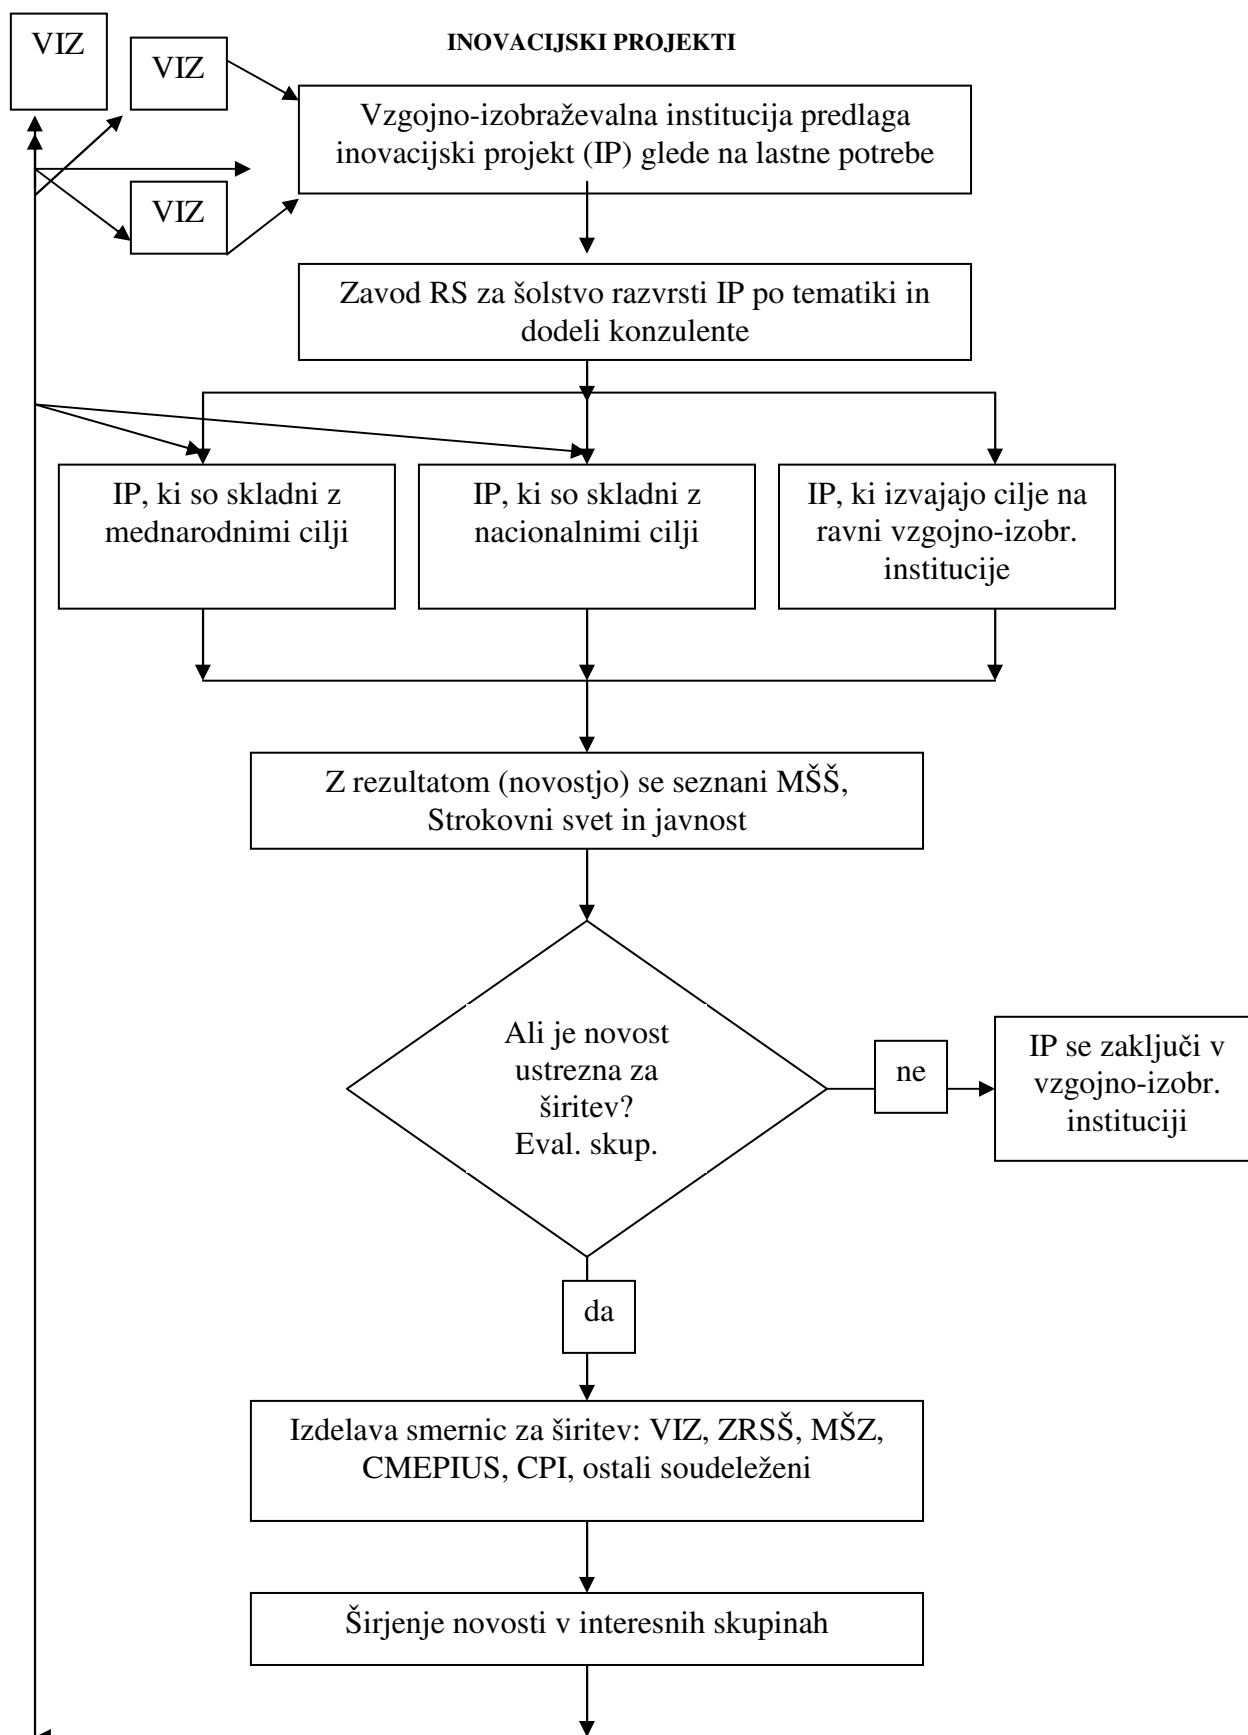 VIZ
VIZ
INOVACIJSKI PROJEKTI
Vzgojno-izobraževalna institucija predlaga
inovacijski projekt (IP) glede na lastne potrebe
VIZ
Zavod RS za šolstvo razvrsti IP po tematiki in
dodeli konzulente
IP, ki so skladni z
mednarodnimi cilji
IP, ki so skladni z
nacionalnimi cilji
IP, ki izvajajo cilje na
ravni vzgojno-izobr.
institucije
Z rezultatom (novostjo) se seznani MŠŠ,
Strokovni svet in javnost
Ali je novost
ustrezna za
širitev?
Eval. skup.
ne
IP se zaključi v
vzgojno-izobr.
instituciji
da
Izdelava smernic za širitev: VIZ, ZRSŠ, MŠZ,
CMEPIUS, CPI, ostali soudeleženi
Širjenje novosti v interesnih skupinah